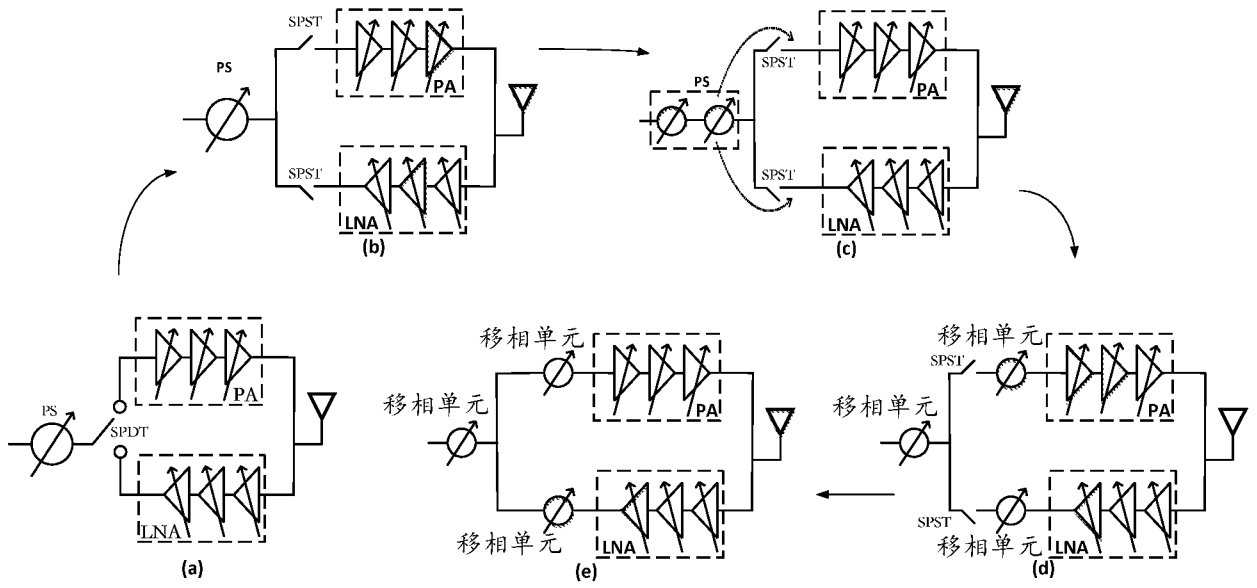 SPST
PA
PS
SPST
LNA
(b)
SPST
PA
PS
SPST
LNA
(c)
PA
PS
SPDT
LNA
(a)
移相单元
PA
移相单元
LNA
移相单元
(e)
移相单元
SPST
PA
移相单元
SPST
LNA
移相单元
(d)